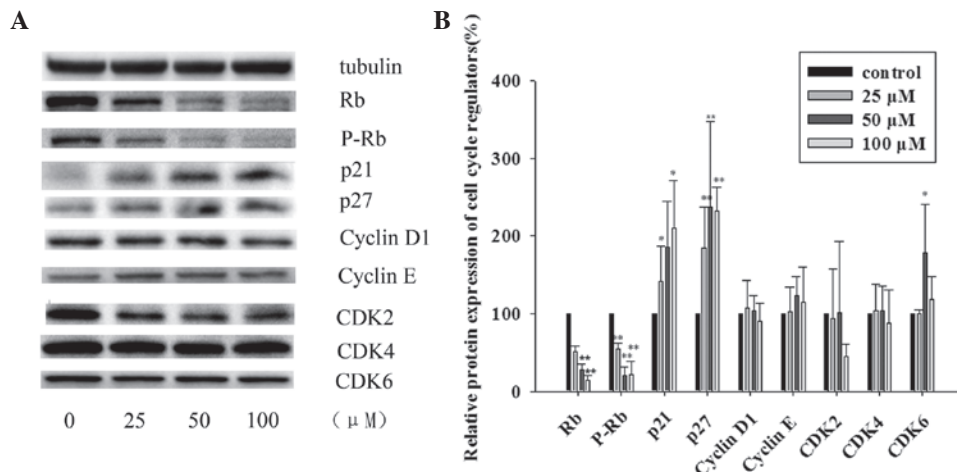 A
tubulin
Rb
P-Rb
p21
p27
Cyclin D1
Cyclin E
CDK2
CDK4
CDK6
0 25 50 100 (μM)
B
Relative protein expression of cell cycle regulators(%)
400
300
200
100
0
control
25 μM
50 μM
100 μM
** ** ** ** ** * * ** ** ** *
Rb P-Rb p21 p27 Cyclin D1 Cyclin E CDK2 CDK4 CDK6